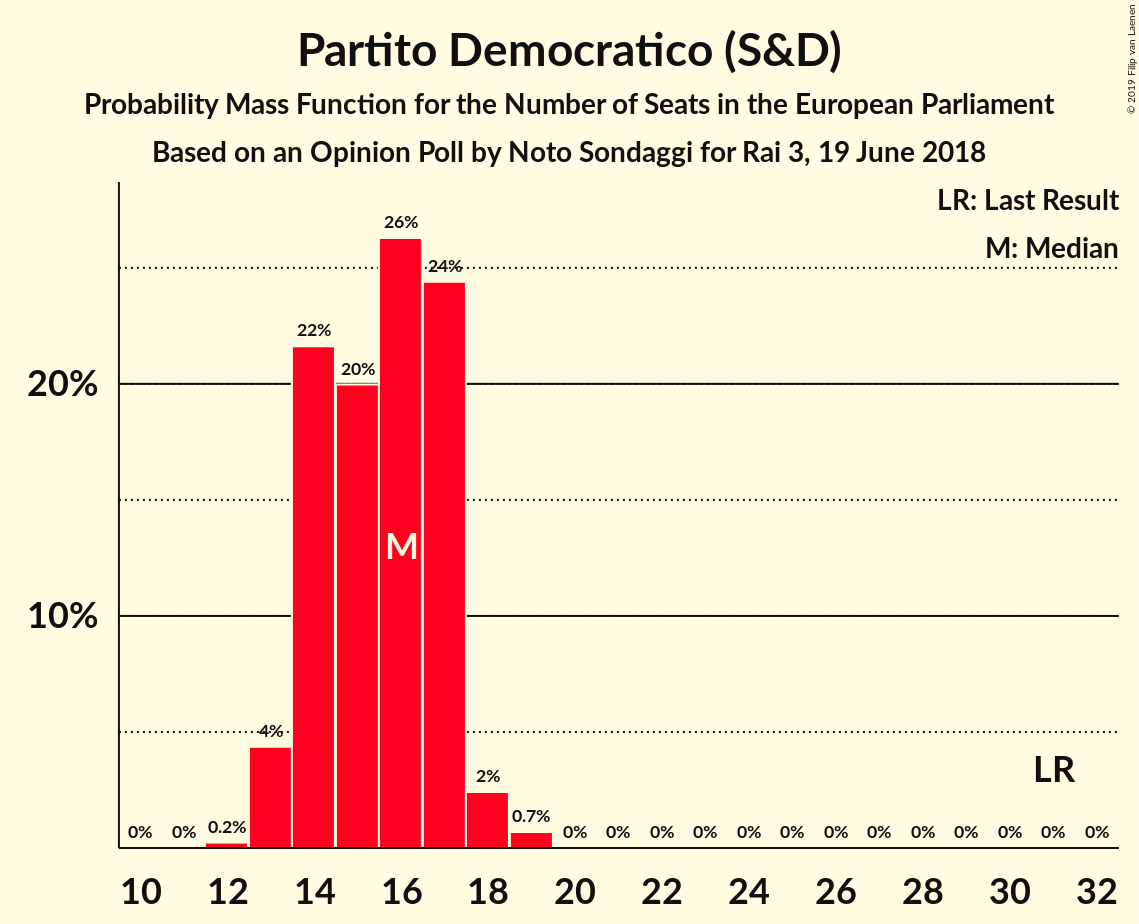 Partito Democratico (S&D)
Probability Mass Function for the Number of Seats in the European Parliament
Based on an Opinion Poll by Noto Sondaggi for Rai 3, 19 June 2018
© 2019 Filip van Laenen
LR: Last Result
M: Median
26%
24%
22%
20%
20%
M
10%
4%
LR
2%
0.7%
0% 0% 0.2% 0% 0% 0% 0% 0% 0% 0% 0% 0% 0% 0% 0% 0%
10 12 14 16 18 20 22 24 26 28 30 32